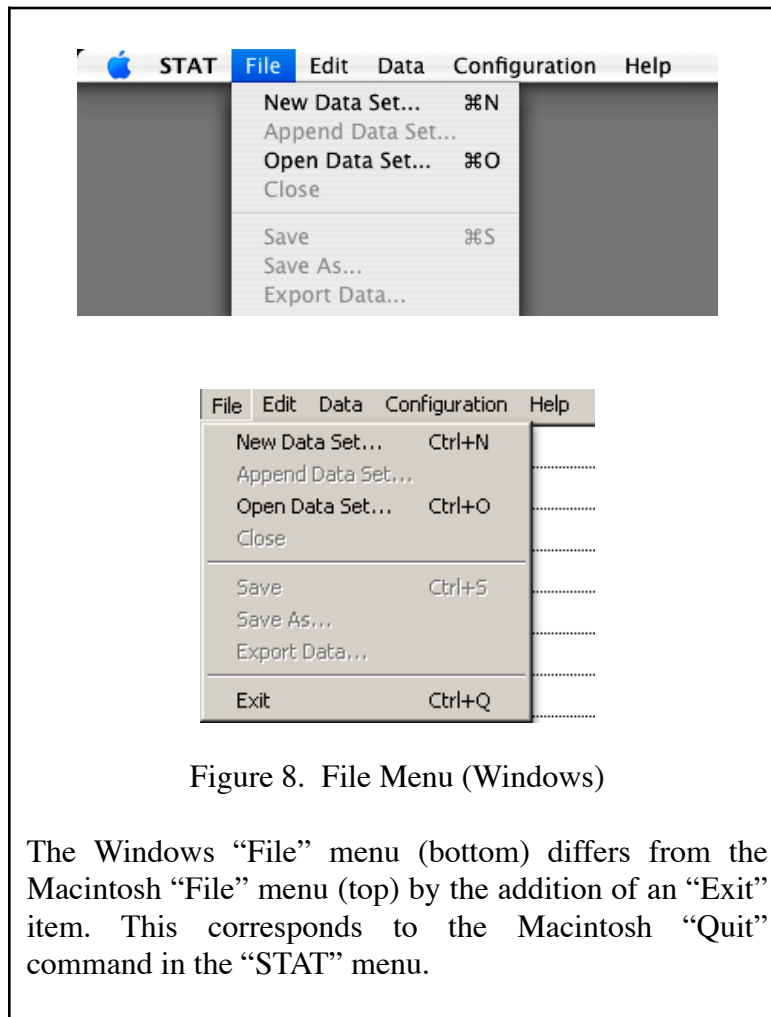 STAT File Edit Data Configuration Help
New Data Set... ⌘N
Append Data Set...
Open Data Set... ⌘O
Close
Save ⌘S
Save As...
Export Data...
File Edit Data Configuration Help
New Data Set... Ctrl+N
Append Data Set...
Open Data Set... Ctrl+O
Close
Save Ctrl+S
Save As...
Export Data...
Exit Ctrl+Q
Figure 8. File Menu (Windows)
The Windows “File” menu (bottom) differs from the
Macintosh “File” menu (top) by the addition of an “Exit”
item. This corresponds to the Macintosh “Quit”
command in the “STAT” menu.